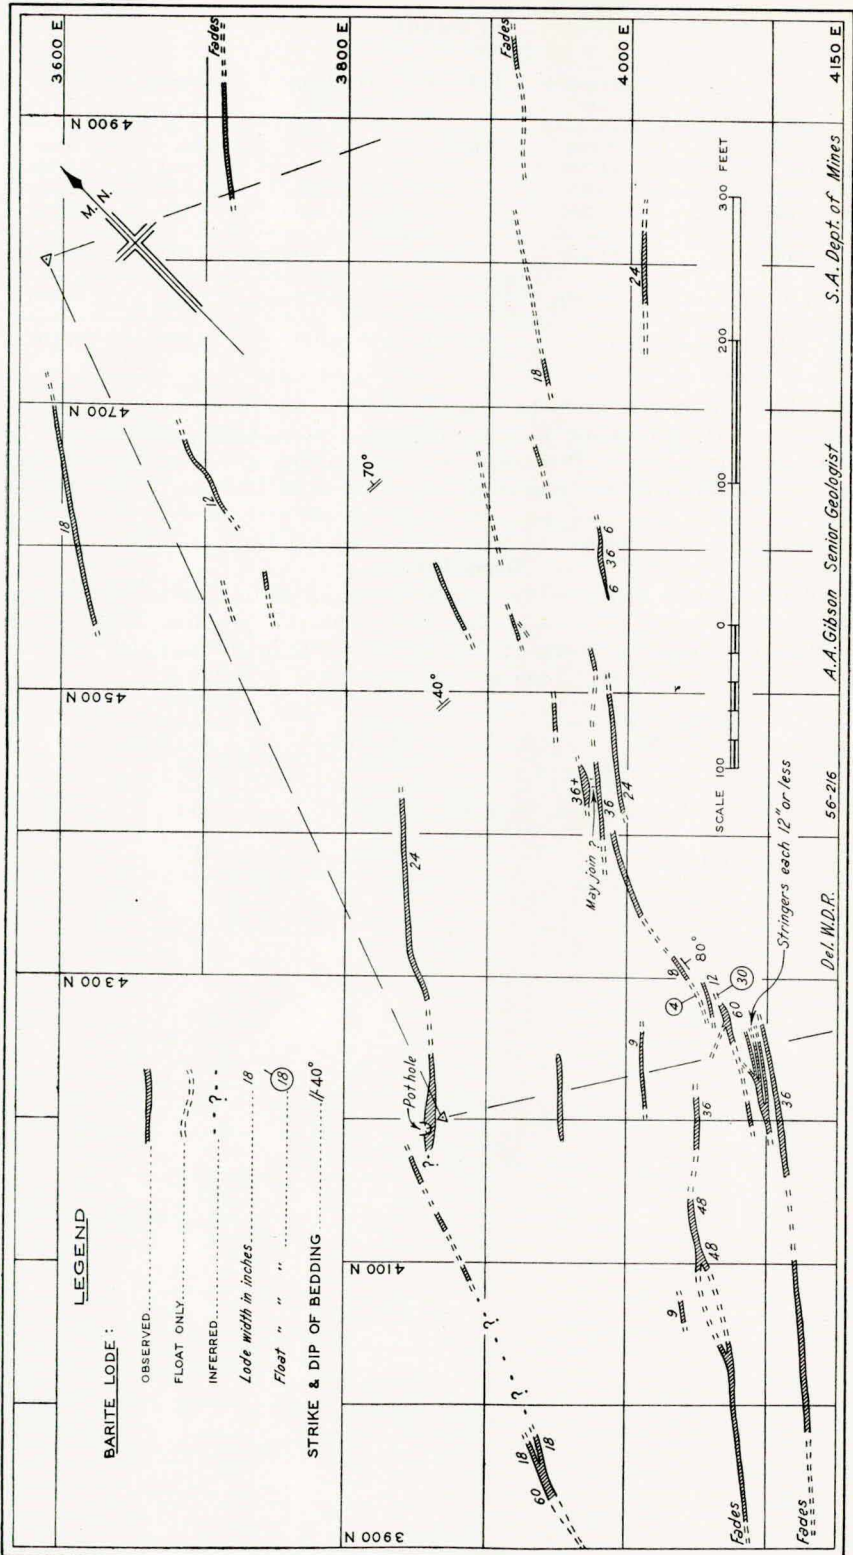 3600 E
3800 E
4000 E
4150 E
4900 N
4700 N
4500 N
4300 N
4100 N
3900 N
M. N.
Fades
Fades
18
12
18
24
70°
40°
6
36
6
24
36+
36
24
May join ?
8
80°
4
12
30
60
9
36
Stringers each 12" or less
36
Pothole
?
?
?
48
48
9
18
18
60
Fades
Fades
LEGEND
BARITE LODE :
OBSERVED
FLOAT ONLY
INFERRED - - ? - -
Lode width in inches 18
Float " " " 18
STRIKE & DIP OF BEDDING 40°
SCALE 100 0 100 200 300 FEET
Del. W.D.R. 56-216 A.A. Gibson Senior Geologist S.A. Dept. of Mines